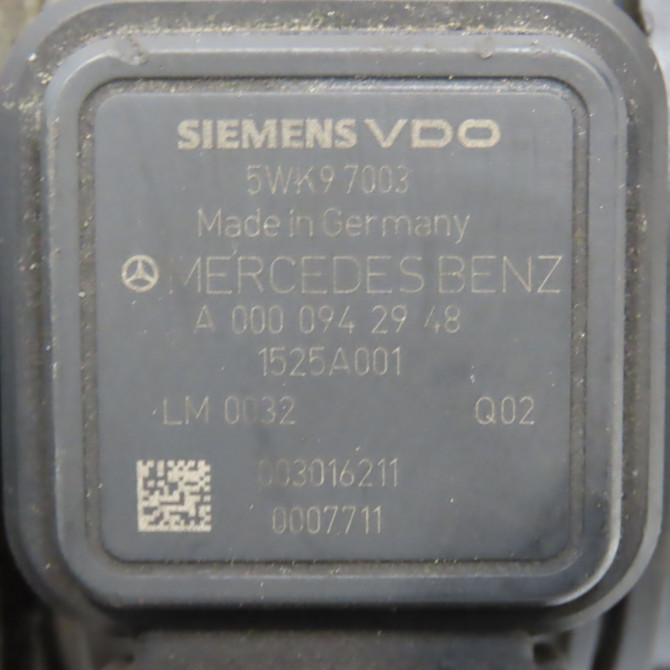 SIEMENS VDO
5WK9 7003
Made in Germany
MERCEDES BENZ
A 000 094 29 48
1525A001
LM 0032 Q02
003016211
0007711